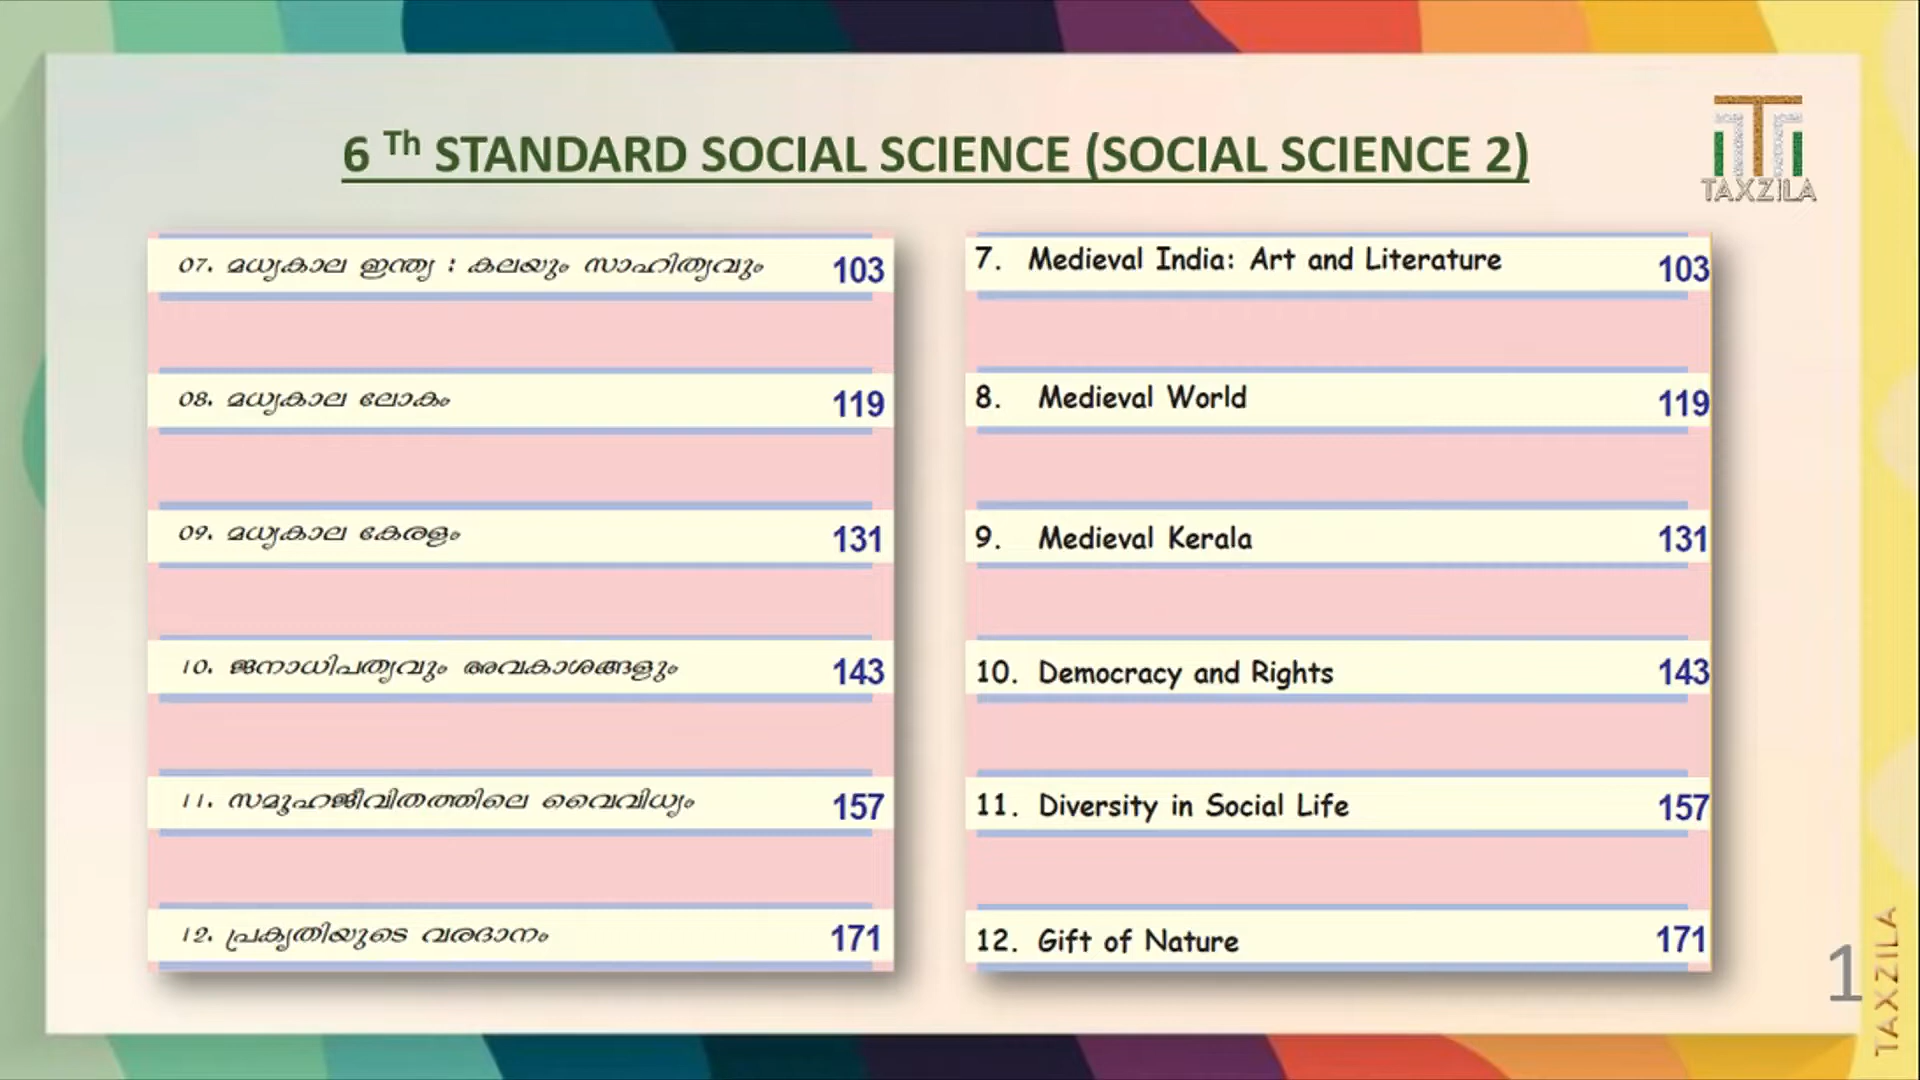 6 Th STANDARD SOCIAL SCIENCE (SOCIAL SCIENCE 2)
TAXZILA
07. മധ്യകാല ഇന്ത്യ : കലയും സാഹിത്യവും 103
08. മധ്യകാല ലോകം 119
09. മധ്യകാല കേരളം 131
10. ജനാധിപത്യവും അവകാശങ്ങളും 143
11. സമൂഹജീവിതത്തിലെ വൈവിധ്യം 157
12. പ്രകൃതിയുടെ വരദാനം 171
7. Medieval India: Art and Literature 103
8. Medieval World 119
9. Medieval Kerala 131
10. Democracy and Rights 143
11. Diversity in Social Life 157
12. Gift of Nature 171
1
TAXZILA